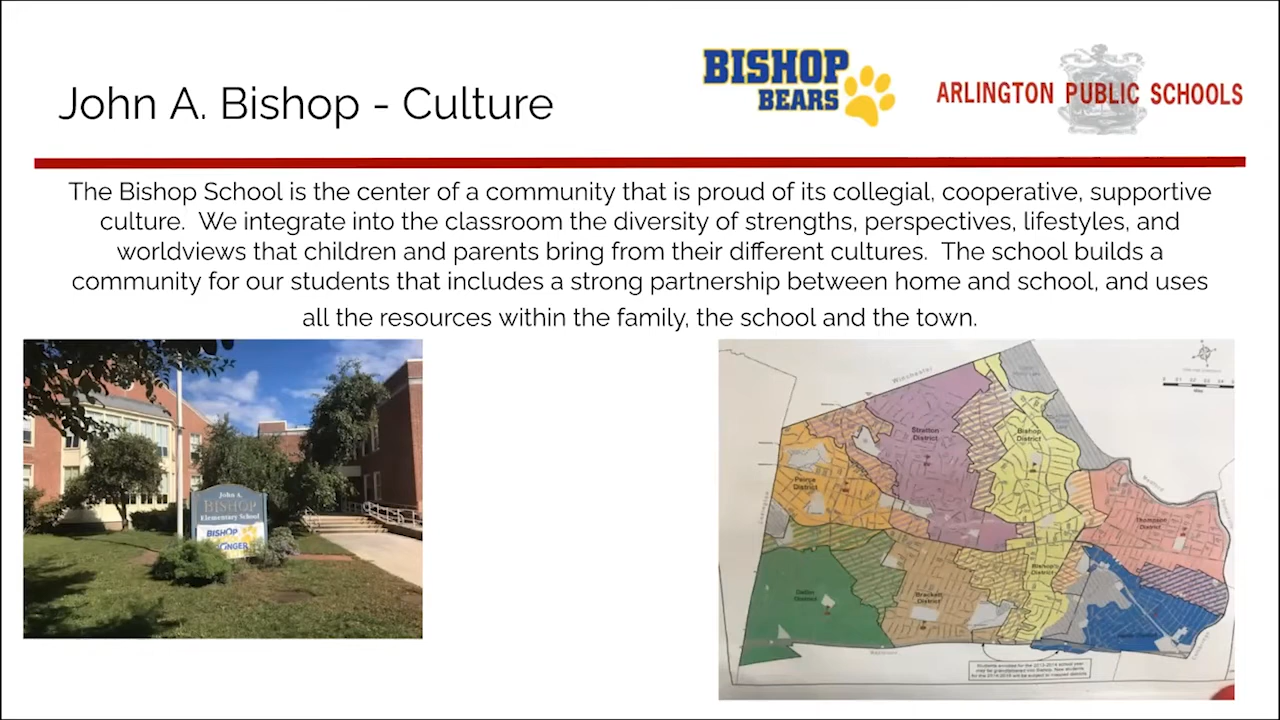 BISHOP
BEARS
ARLINGTON PUBLIC SCHOOLS
John A. Bishop - Culture
The Bishop School is the center of a community that is proud of its collegial, cooperative, supportive
culture. We integrate into the classroom the diversity of strengths, perspectives, lifestyles, and
worldviews that children and parents bring from their different cultures. The school builds a
community for our students that includes a strong partnership between home and school, and uses
all the resources within the family, the school and the town.
John A.
BISHOP
Elementary School
BISHOP
Winchester
Stratton
District
Bishop
District
Peirce
District
Thompson
District
Dallin
District
Brackett
District
Bishop
District